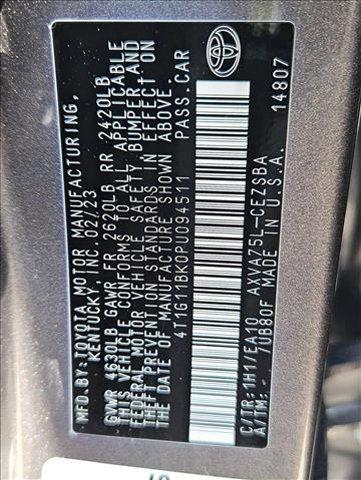 MFD. BY: TOYOTA MOTOR MANUFACTURING,
KENTUCKY, INC. 02/23
GVWR 4630LB GAWR FR 2620LB RR 2420LB
THIS VEHICLE CONFORMS TO ALL APPLICABLE
FEDERAL MOTOR VEHICLE SAFETY, BUMPER, AND
THEFT PREVENTION STANDARDS IN EFFECT ON
THE DATE OF MANUFACTURE SHOWN ABOVE.
4T1G11BK0PU094511 PASS. CAR
C/TR: 1H1/EA10 AXVA75L-CEZSBA
A/TM: - /UB80F MADE IN U.S.A. 14807